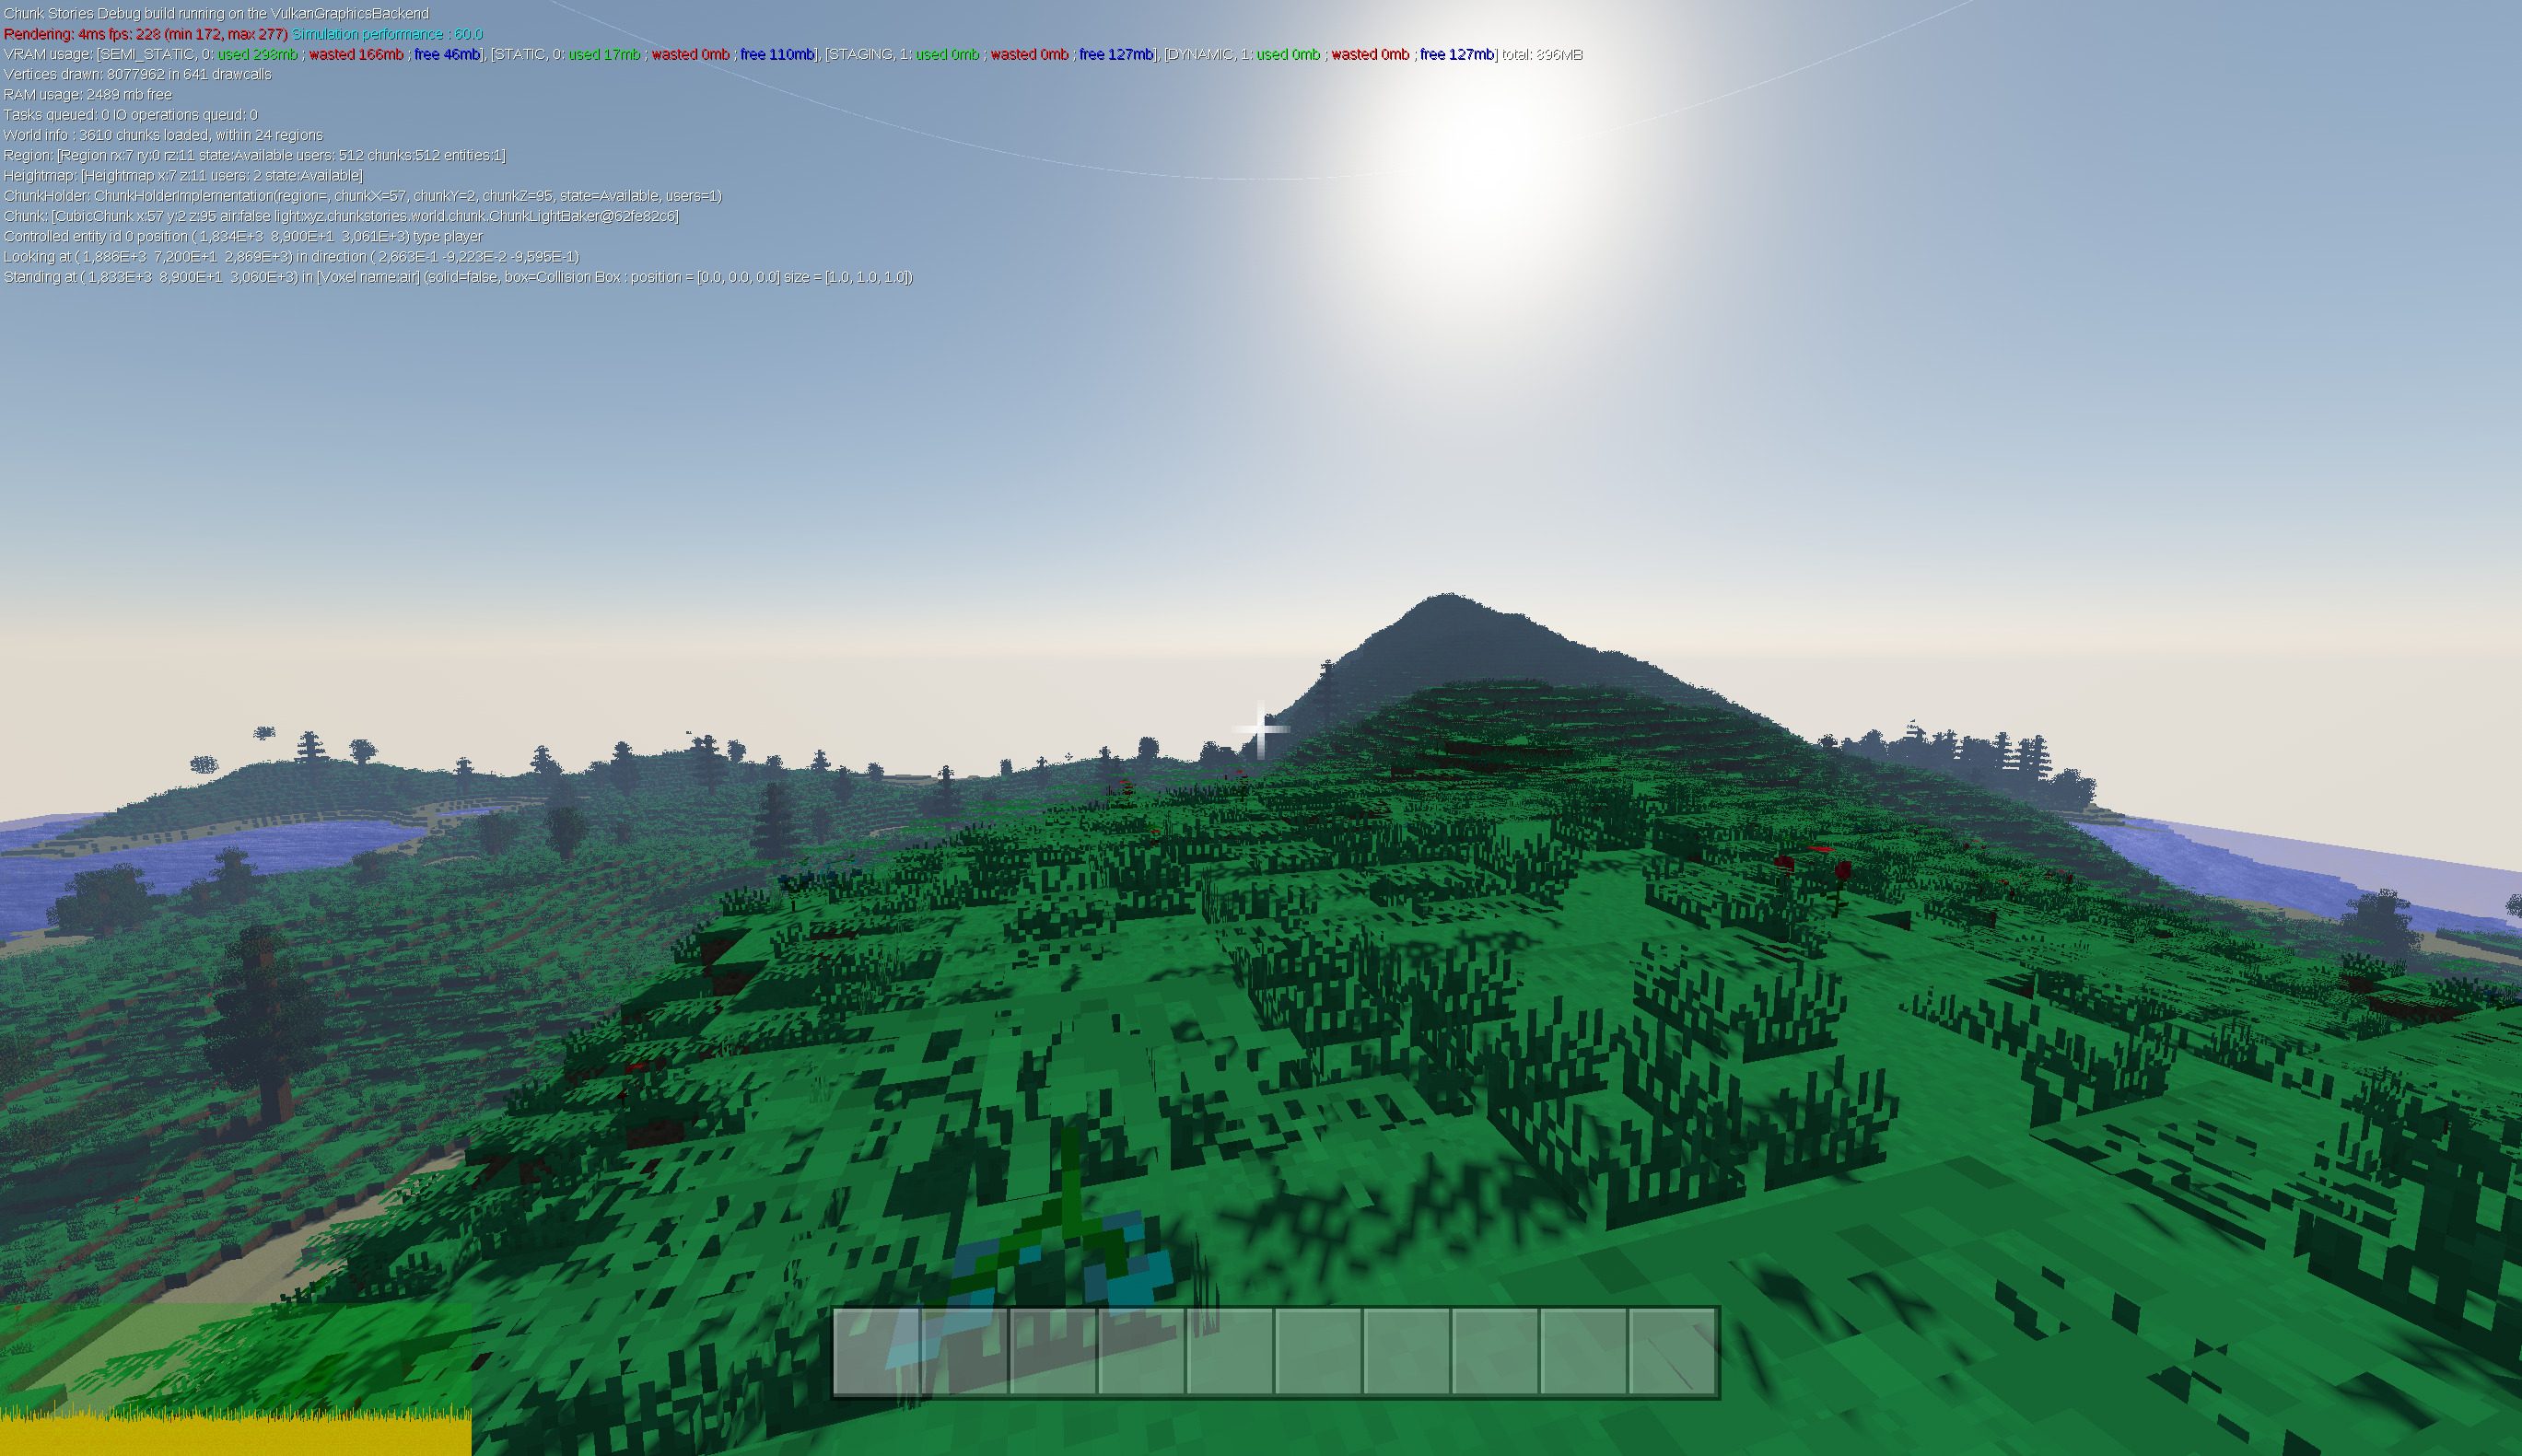 Chunk Stories Debug build running on the VulkanGraphicsBackend
Rendering: 4ms fps: 228 (min 172, max 277) Simulation performance : 60.0
VRAM usage: [SEMI_STATIC, 0: used 298mb ; wasted 166mb ; free 46mb], [STATIC, 0: used 17mb ; wasted 0mb ; free 110mb], [STAGING, 1: used 0mb ; wasted 0mb ; free 127mb], [DYNAMIC, 1: used 0mb ; wasted 0mb ; free 127mb] total: 896MB
Vertices drawn: 8077962 in 641 drawcalls
RAM usage: 2489 mb free
Tasks queued: 0 IO operations queud: 0
World info : 3610 chunks loaded, within 24 regions
Region: [Region rx:7 ry:0 rz:11 state:Available users: 512 chunks:512 entities:1]
Heightmap: [Heightmap x:7 z:11 users: 2 state:Available]
ChunkHolder: ChunkHolderImplementation(region=, chunkX=57, chunkY=2, chunkZ=95, state=Available, users=1)
Chunk: [CubicChunk x:57 y:2 z:95 air:false light:xyz.chunkstories.world.chunk.ChunkLightBaker@62fe82c6]
Controlled entity id 0 position ( 1,834E+3  8,900E+1  3,061E+3) type player
Looking at ( 1,886E+3  7,200E+1  2,869E+3) in direction ( 2,663E-1 -9,223E-2 -9,595E-1)
Standing at ( 1,833E+3  8,900E+1  3,060E+3) in [Voxel name:air] (solid=false, box=Collision Box : position = [0.0, 0.0, 0.0] size = [1.0, 1.0, 1.0])